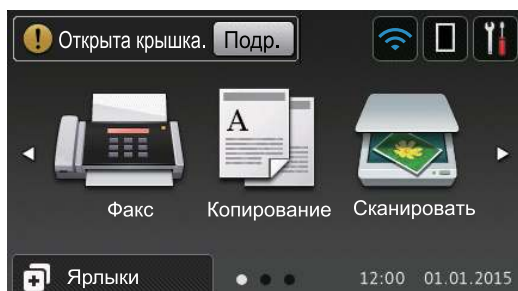 Открыта крышка. Подр.
A
Факс Копирование Сканировать
Ярлыки 12:00 01.01.2015